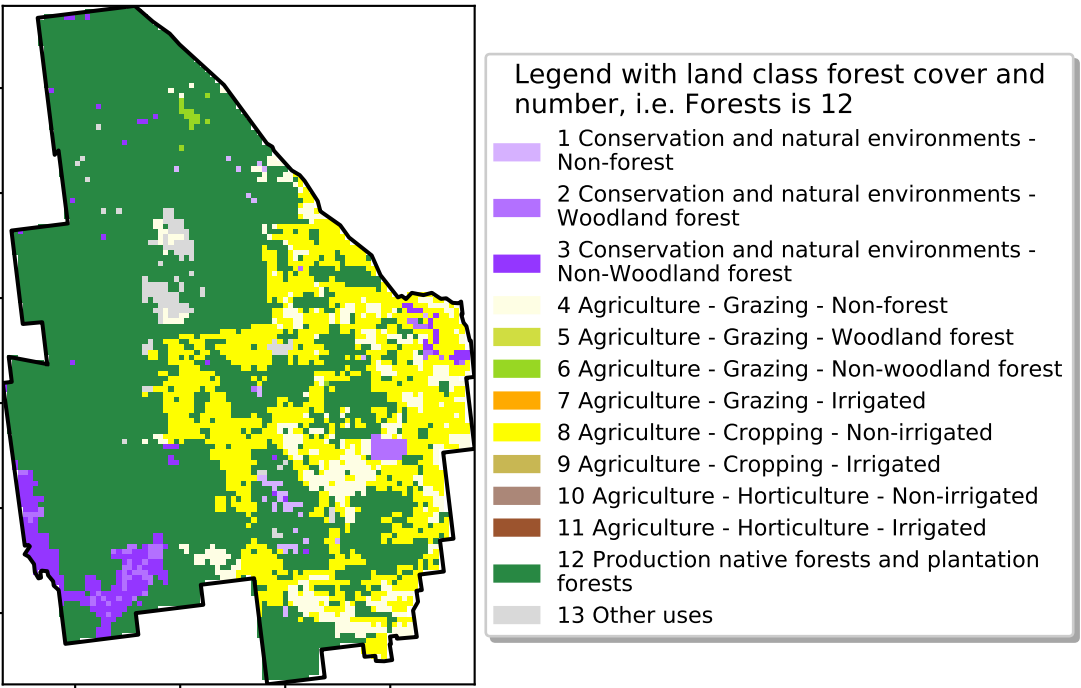 Legend with land class forest cover and
number, i.e. Forests is 12
1 Conservation and natural environments -
Non-forest
2 Conservation and natural environments -
Woodland forest
3 Conservation and natural environments -
Non-Woodland forest
4 Agriculture - Grazing - Non-forest
5 Agriculture - Grazing - Woodland forest
6 Agriculture - Grazing - Non-woodland forest
7 Agriculture - Grazing - Irrigated
8 Agriculture - Cropping - Non-irrigated
9 Agriculture - Cropping - Irrigated
10 Agriculture - Horticulture - Non-irrigated
11 Agriculture - Horticulture - Irrigated
12 Production native forests and plantation
forests
13 Other uses